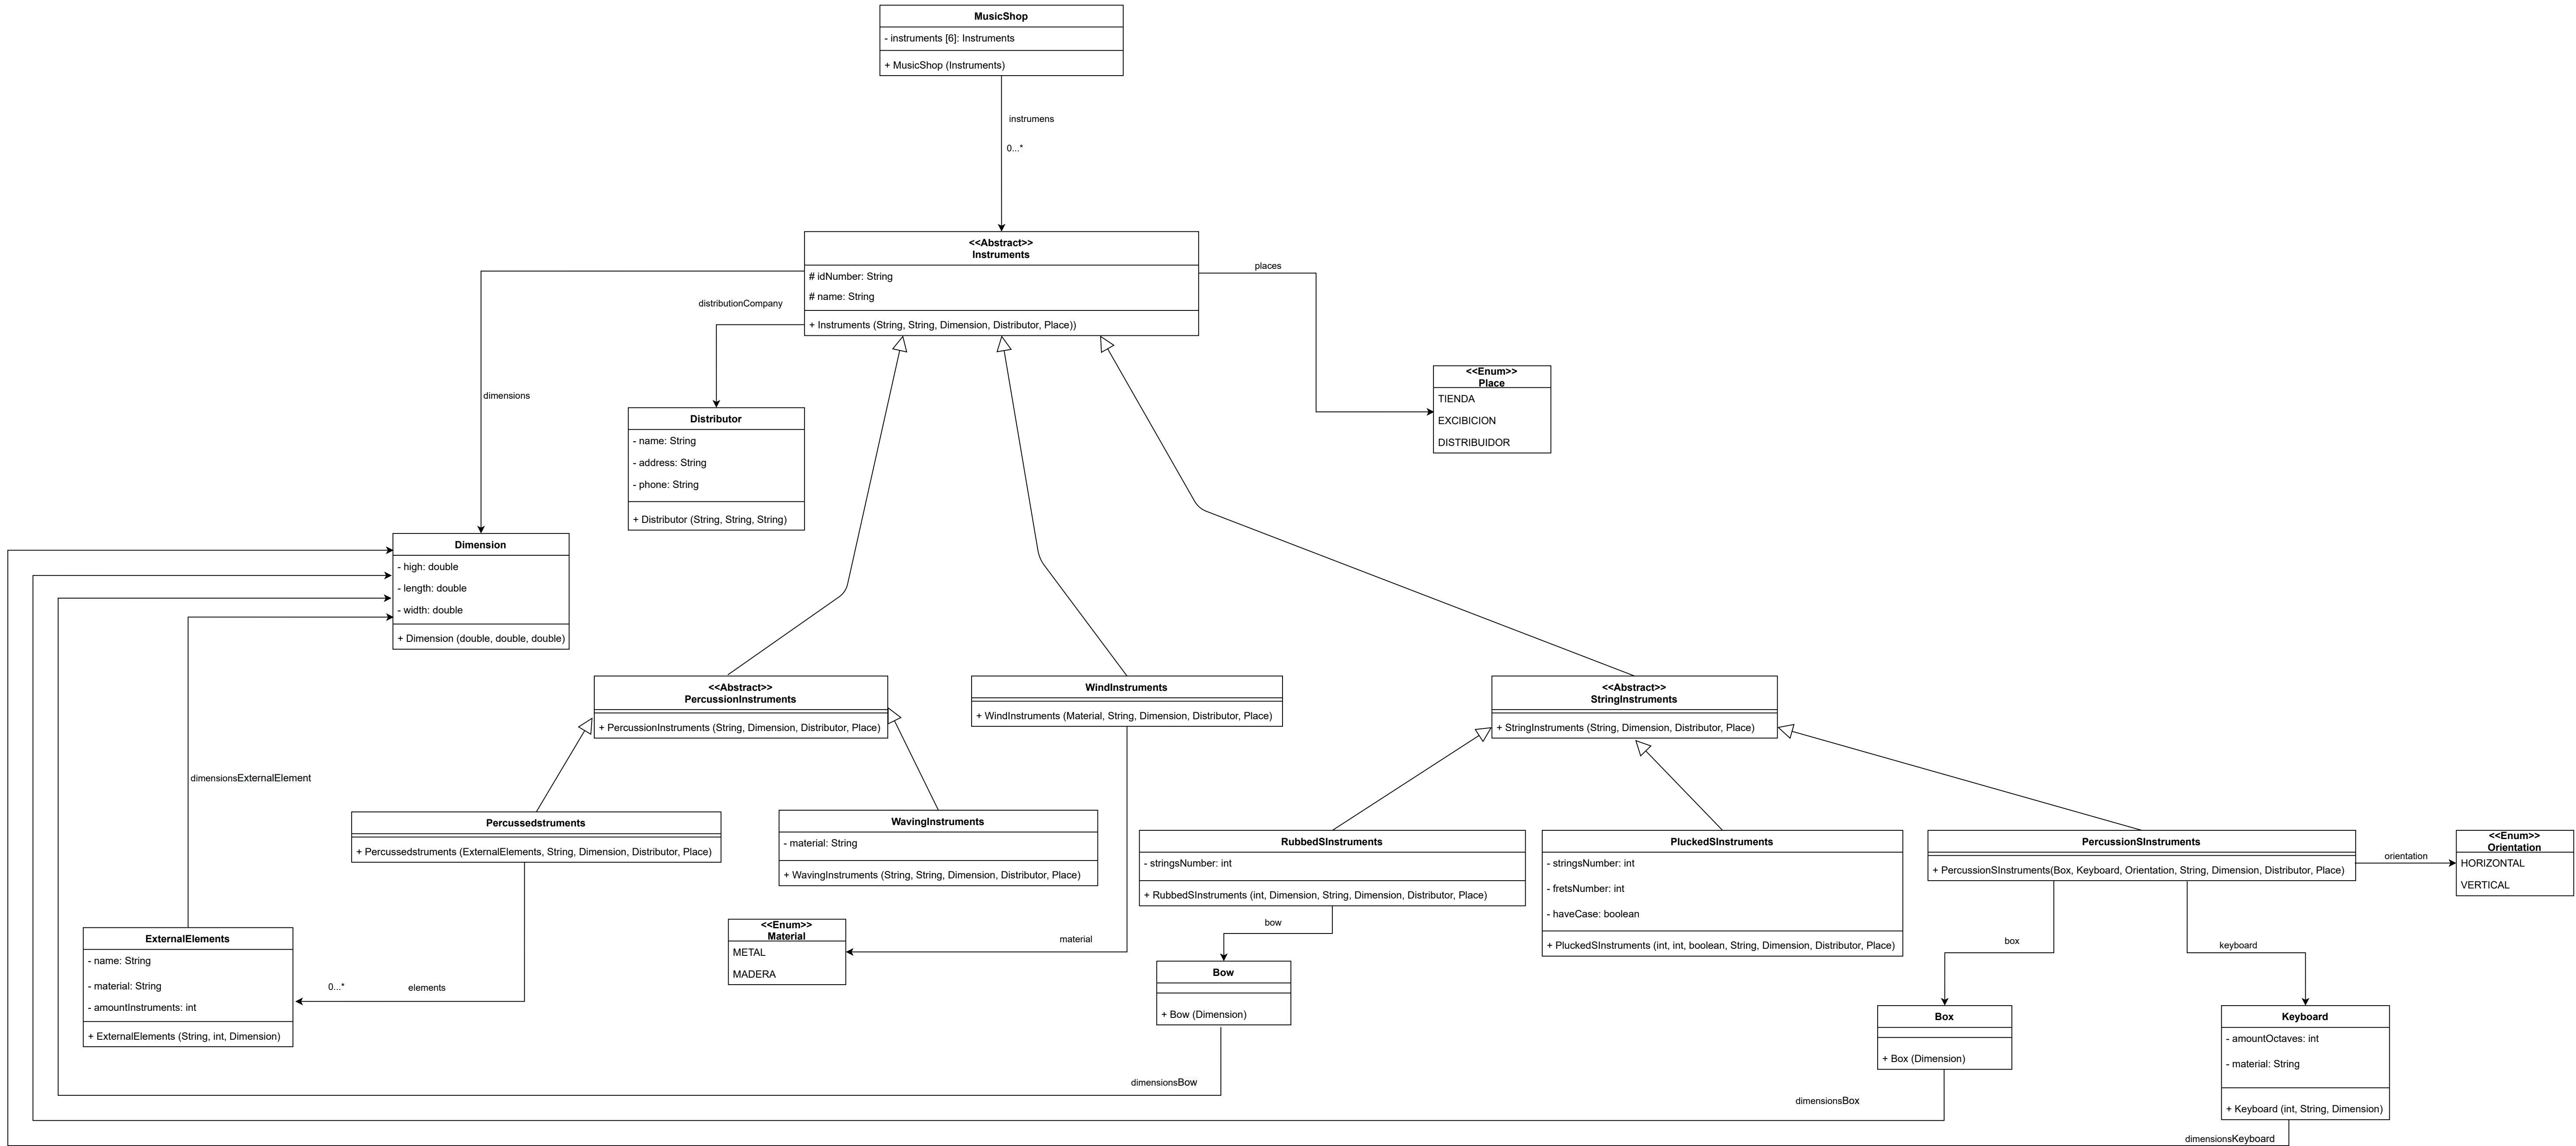 MusicShop
- instruments [6]: Instruments
+ MusicShop (Instruments)
instrumens
0...*
<<Abstract>>
Instruments
# idNumber: String
# name: String
+ Instruments (String, String, Dimension, Distributor, Place))
places
distributionCompany
dimensions
<<Enum>>
Place
TIENDA
EXCIBICION
DISTRIBUIDOR
Distributor
- name: String
- address: String
- phone: String
+ Distributor (String, String, String)
Dimension
- high: double
- length: double
- width: double
+ Dimension (double, double, double)
<<Abstract>>
PercussionInstruments
+ PercussionInstruments (String, Dimension, Distributor, Place)
WindInstruments
+ WindInstruments (Material, String, Dimension, Distributor, Place)
<<Abstract>>
StringInstruments
+ StringInstruments (String, Dimension, Distributor, Place)
dimensionsExternalElement
Percussedstruments
+ Percussedstruments (ExternalElements, String, Dimension, Distributor, Place)
WavingInstruments
- material: String
+ WavingInstruments (String, String, Dimension, Distributor, Place)
RubbedSInstruments
- stringsNumber: int
+ RubbedSInstruments (int, Dimension, String, Dimension, Distributor, Place)
PluckedSInstruments
- stringsNumber: int
- fretsNumber: int
- haveCase: boolean
+ PluckedSInstruments (int, int, boolean, String, Dimension, Distributor, Place)
PercussionSInstruments
+ PercussionSInstruments(Box, Keyboard, Orientation, String, Dimension, Distributor, Place)
orientation
<<Enum>>
Orientation
HORIZONTAL
VERTICAL
ExternalElements
- name: String
- material: String
- amountInstruments: int
+ ExternalElements (String, int, Dimension)
0...*
elements
<<Enum>>
Material
METAL
MADERA
material
bow
Bow
+ Bow (Dimension)
box
keyboard
Box
+ Box (Dimension)
Keyboard
- amountOctaves: int
- material: String
+ Keyboard (int, String, Dimension)
dimensionsBow
dimensionsBox
dimensionsKeyboard